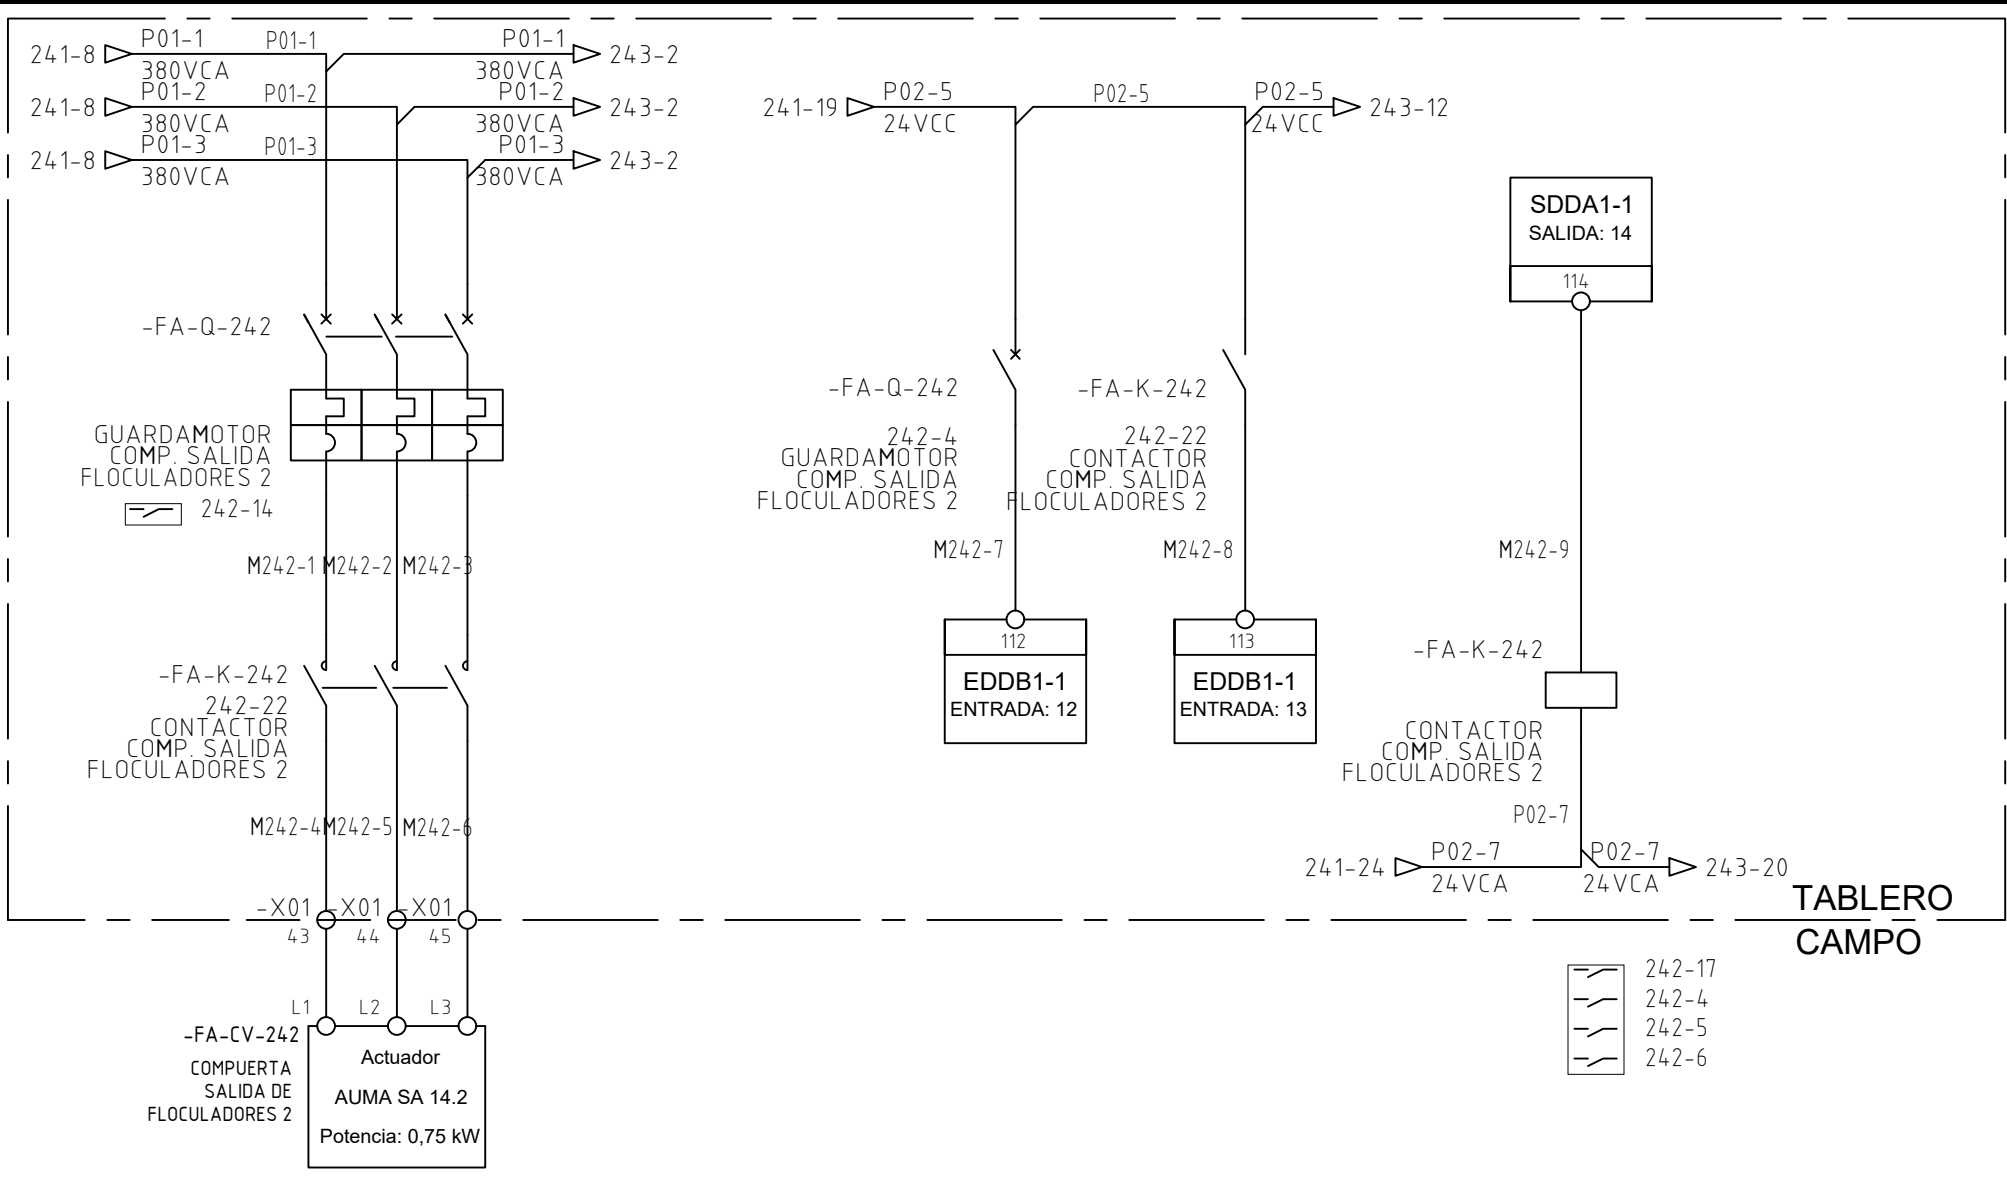 241-8 P01-1 P01-1 P01-1 243-2
380VCA 380VCA
241-8 P01-2 P01-2 P01-2 243-2
380VCA 380VCA
241-8 P01-3 P01-3 P01-3 243-2
380VCA 380VCA
-FA-Q-242
GUARDAMOTOR
COMP. SALIDA
FLOCULADORES 2
242-14
M242-1 M242-2 M242-3
-FA-K-242
242-22
CONTACTOR
COMP. SALIDA
FLOCULADORES 2
M242-4 M242-5 M242-6
-X01 -X01 -X01
43 44 45
L1 L2 L3
-FA-CV-242
COMPUERTA
SALIDA DE
FLOCULADORES 2
Actuador
AUMA SA 14.2
Potencia: 0,75 kW
241-19 P02-5 P02-5 P02-5 243-12
24VCC 24VCC
-FA-Q-242
242-4
GUARDAMOTOR
COMP. SALIDA
FLOCULADORES 2
M242-7
112
EDDB1-1
ENTRADA: 12
-FA-K-242
242-22
CONTACTOR
COMP. SALIDA
FLOCULADORES 2
M242-8
113
EDDB1-1
ENTRADA: 13
SDDA1-1
SALIDA: 14
114
M242-9
-FA-K-242
CONTACTOR
COMP. SALIDA
FLOCULADORES 2
P02-7
241-24 P02-7 P02-7 243-20
24VCA 24VCA
TABLERO
CAMPO
242-17
242-4
242-5
242-6